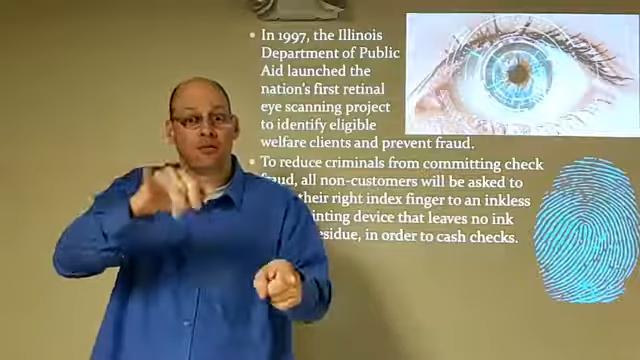 • In 1997, the Illinois
Department of Public
Aid launched the
nation's first retinal
eye scanning project
to identify eligible
welfare clients and prevent fraud.
• To reduce criminals from committing check
fraud, all non-customers will be asked to
their right index finger to an inkless
inting device that leaves no ink
esidue, in order to cash checks.